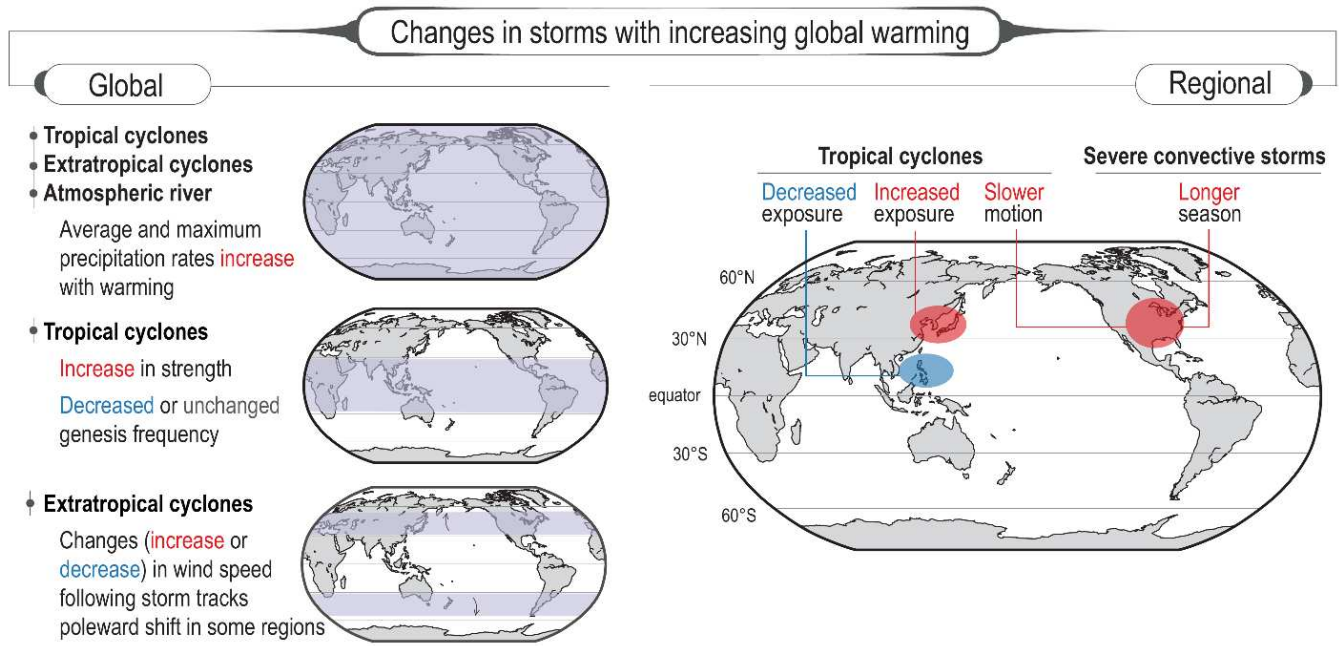 Changes in storms with increasing global warming
Global
Tropical cyclones
Extratropical cyclones
Atmospheric river
Average and maximum
precipitation rates increase
with warming
Tropical cyclones
Increase in strength
Decreased or unchanged
genesis frequency
Extratropical cyclones
Changes (increase or
decrease) in wind speed
following storm tracks
poleward shift in some regions
Regional
Tropical cyclones
Severe convective storms
Decreased
exposure
Increased
exposure
Slower
motion
Longer
season
60°N
30°N
equator
30°S
60°S